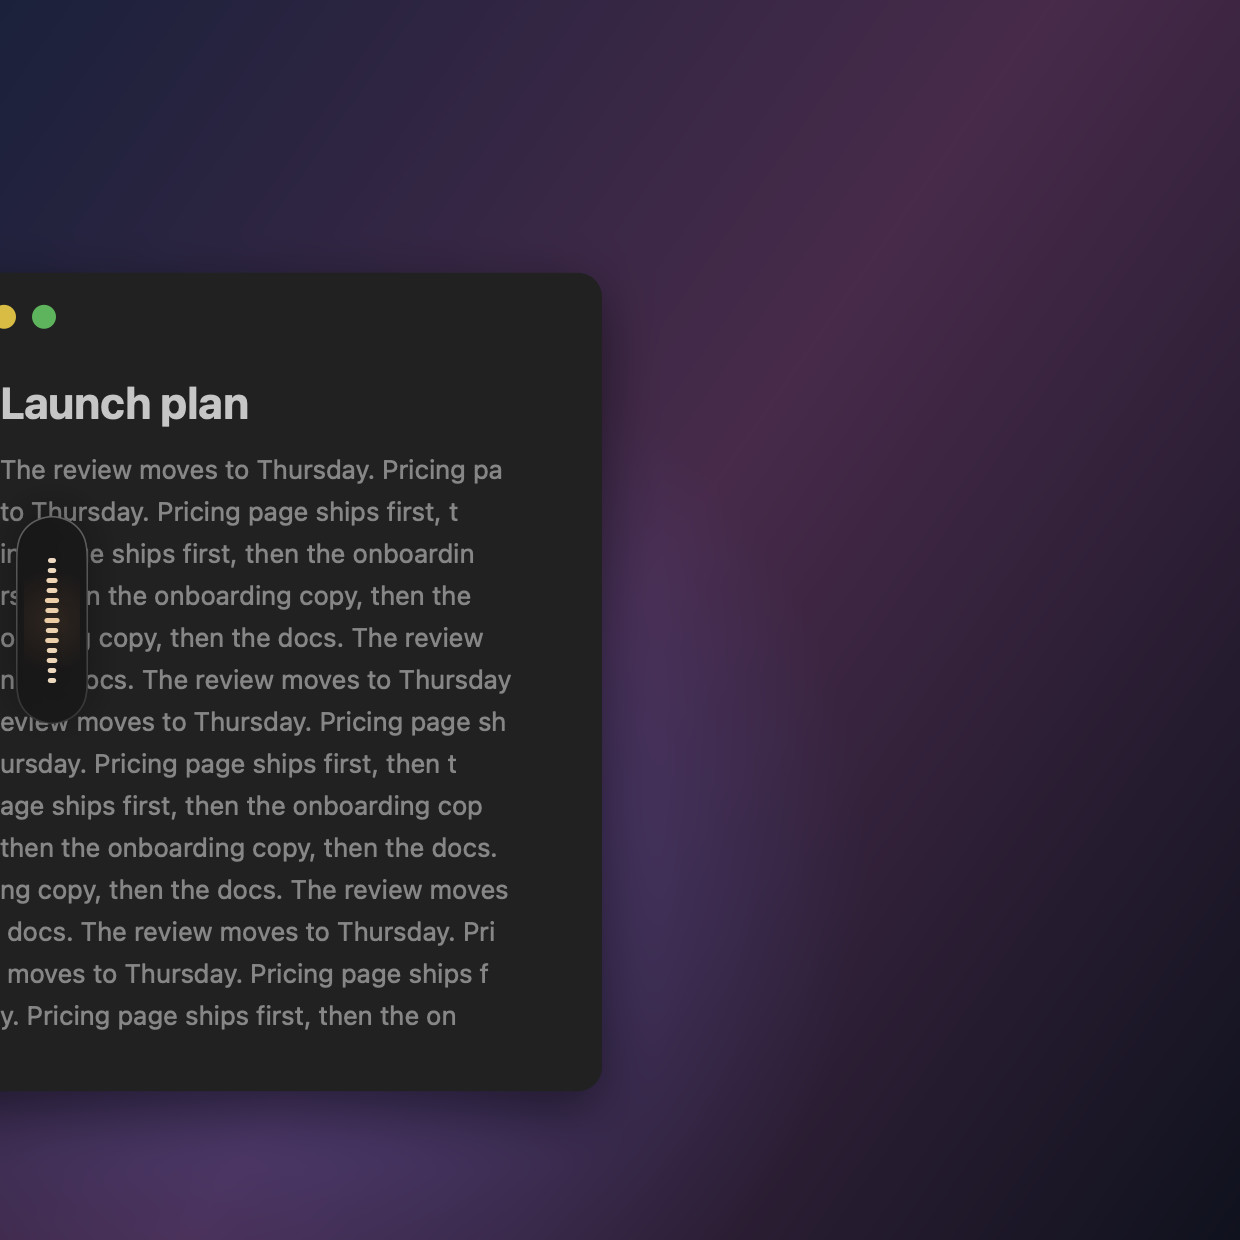 Launch plan
The review moves to Thursday. Pricing pa
to Thursday. Pricing page ships first, t
ships first, then the onboardin
the onboarding copy, then the
copy, then the docs. The review
The review moves to Thursday
eview moves to Thursday. Pricing page sh
ursday. Pricing page ships first, then t
age ships first, then the onboarding cop
then the onboarding copy, then the docs.
ng copy, then the docs. The review moves
docs. The review moves to Thursday. Pri
moves to Thursday. Pricing page ships f
y. Pricing page ships first, then the on